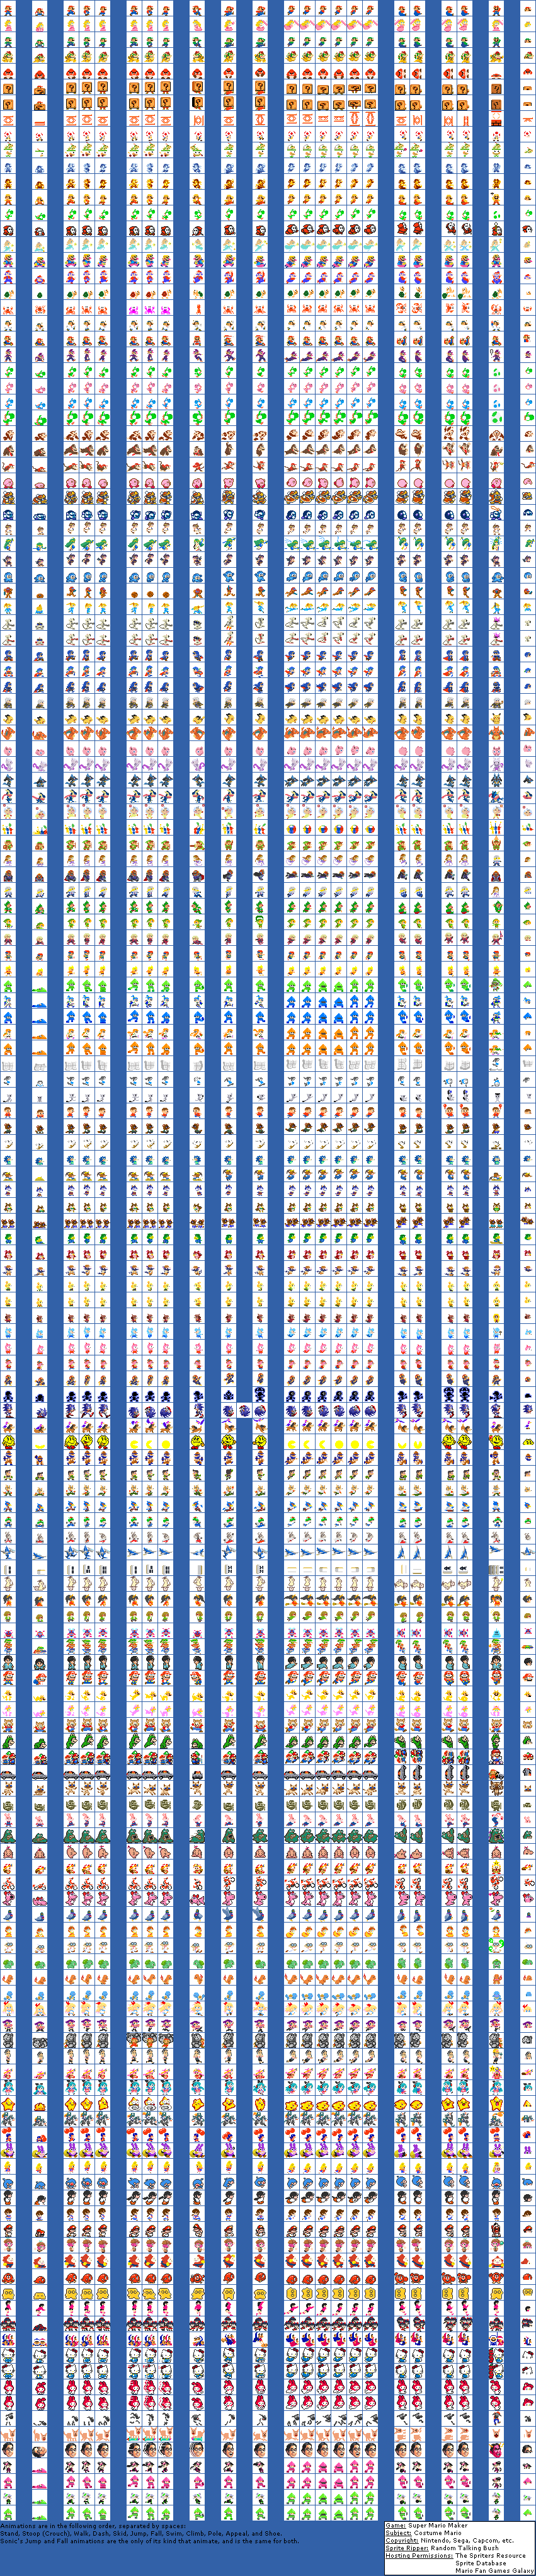 Animations are in the following order, separated by spaces:
Stand, Stoop (Crouch), Walk, Dash, Skid, Jump, Fall, Swim, Climb, Pole, Appeal, and Shoe.
Sonic's Jump and Fall animations are the only of its kind that animate, and is the same for both.
Game: Super Mario Maker
Subject: Costume Mario
Copyright: Nintendo, Sega, Capcom, etc.
Sprite Ripper: Random Talking Bush
Hosting Permissions: The Spriters Resource
Sprite Database
Mario Fan Games Galaxy